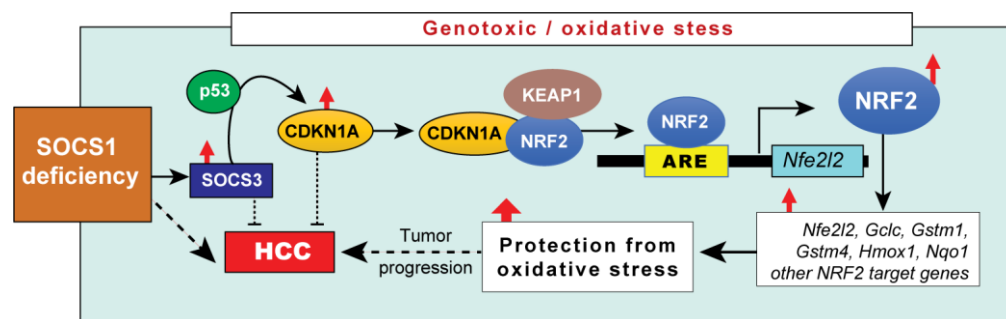 Genotoxic / oxidative stess
p53
KEAP1
NRF2
CDKN1A
CDKN1A
NRF2
NRF2
SOCS1
deficiency
SOCS3
ARE
Nfe2l2
HCC
Tumor
progression
Protection from
oxidative stress
Nfe2l2, Gclc, Gstm1,
Gstm4, Hmox1, Nqo1
other NRF2 target genes